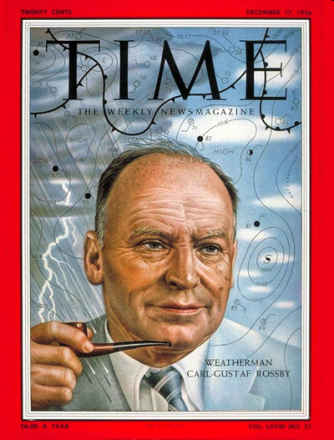 TWENTY CENTS
DECEMBER 17, 1956
TIME
THE WEEKLY NEWSMAGAZINE
HIGH
LOW
LOW
HIGH
WEATHERMAN
CARL-GUSTAF ROSSBY
$6.00 A YEAR
VOL. LXVIII NO. 25